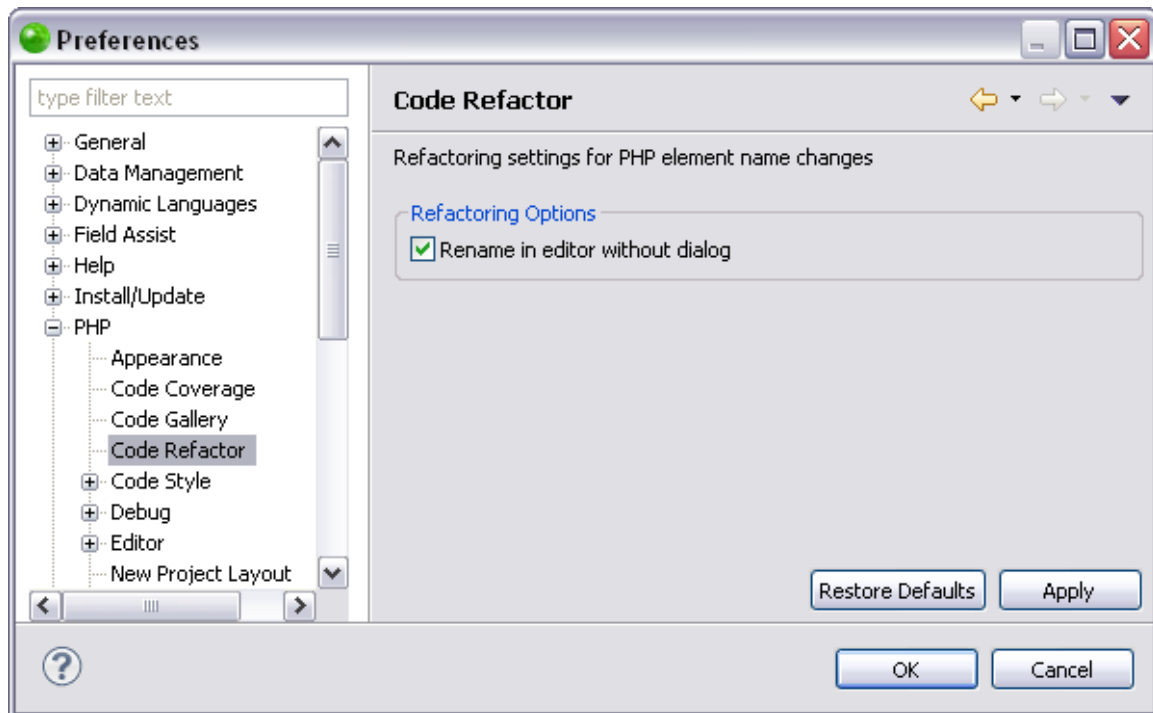 Preferences
type filter text
General
Data Management
Dynamic Languages
Field Assist
Help
Install/Update
PHP
Appearance
Code Coverage
Code Gallery
Code Refactor
Code Style
Debug
Editor
New Project Layout
Code Refactor
Refactoring settings for PHP element name changes
Refactoring Options
Rename in editor without dialog
Restore Defaults
Apply
?
OK
Cancel